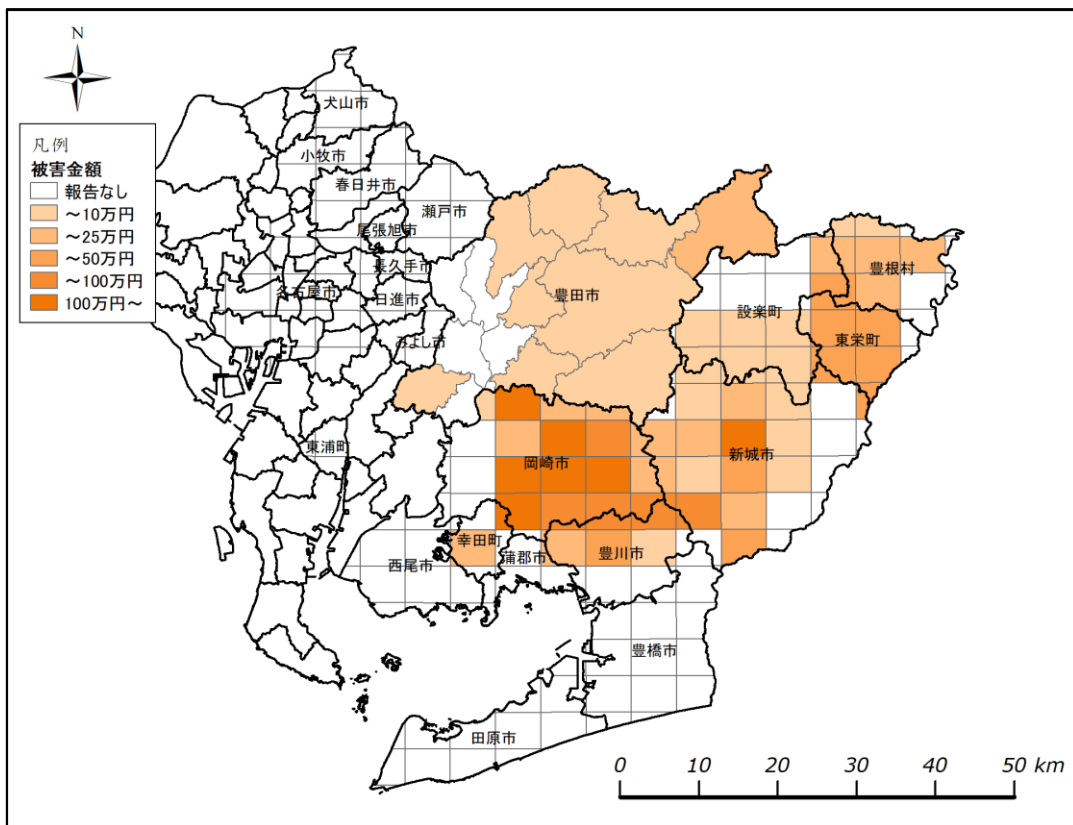 N
凡例
被害金額
報告なし
～10万円
～25万円
～50万円
～100万円
100万円～
犬山市
小牧市
春日井市
瀬戸市
尾張旭市
長久手市
名古屋市
日進市
みよし市
豊田市
設楽町
豊根村
東栄町
東浦町
岡崎市
新城市
西尾市
幸田町
蒲郡市
豊川市
豊橋市
田原市
0 10 20 30 40 50 km